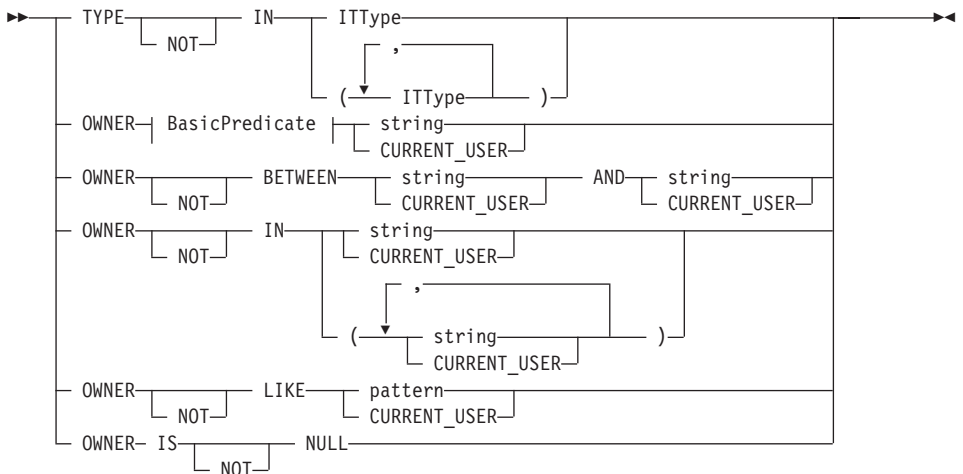 TYPE NOT IN ITType
( ITType , )
OWNER BasicPredicate string
CURRENT_USER
OWNER NOT BETWEEN string AND string
CURRENT_USER CURRENT_USER
OWNER NOT IN string
CURRENT_USER
,
( string )
CURRENT_USER
OWNER NOT LIKE pattern
CURRENT_USER
OWNER IS NOT NULL